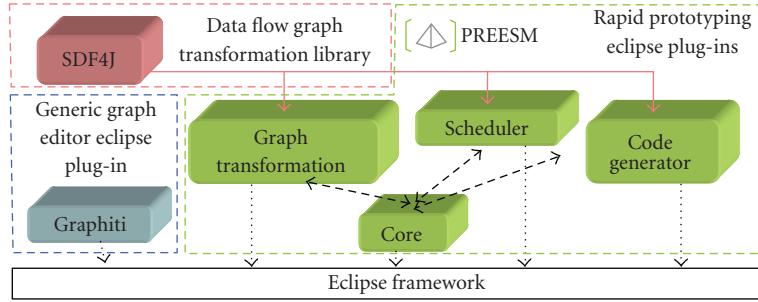 SDF4J
Data flow graph
transformation library
PREESM
Rapid prototyping
eclipse plug-ins
Generic graph
editor eclipse
plug-in
Graphiti
Graph
transformation
Scheduler
Code
generator
Core
Eclipse framework